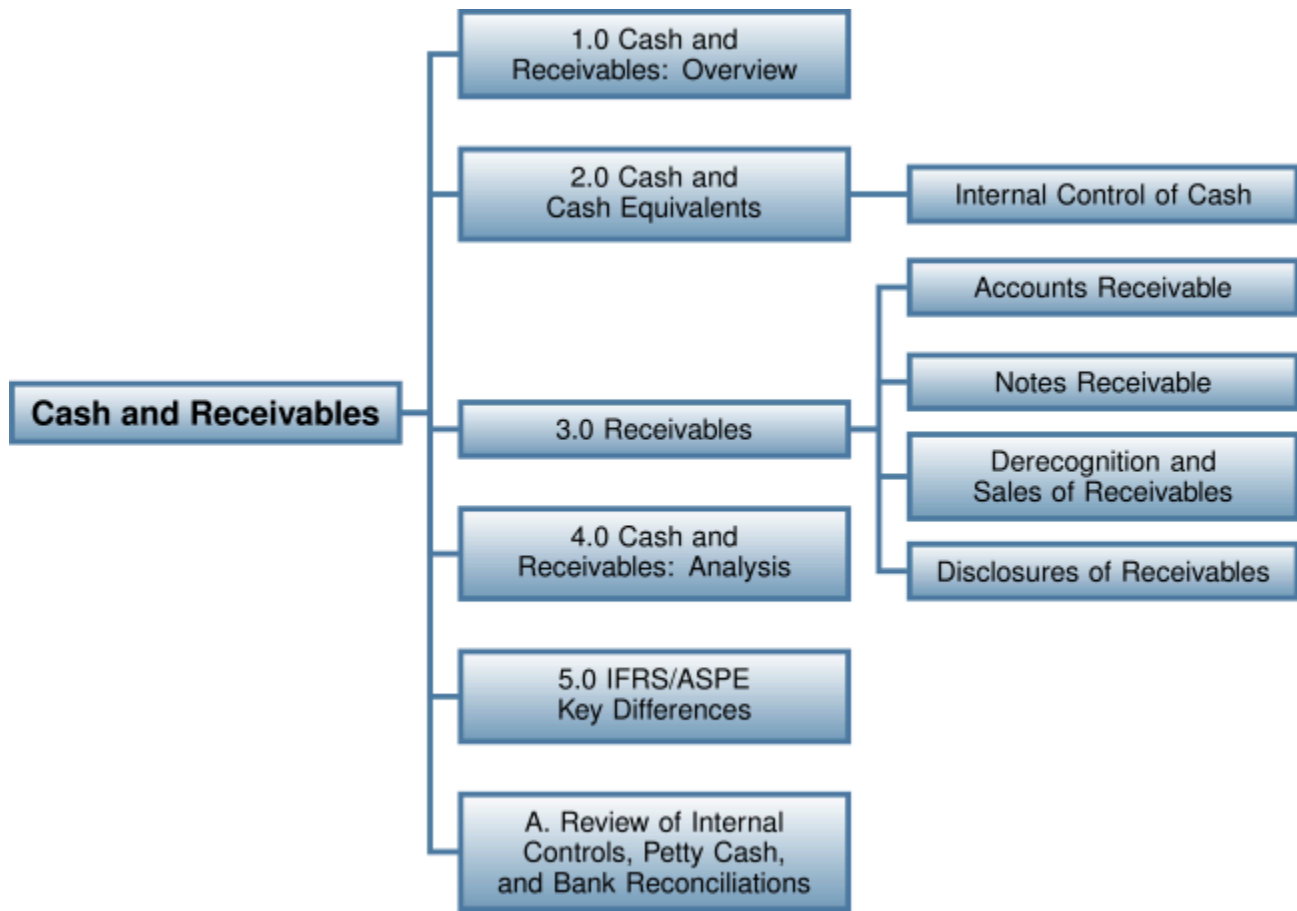 Cash and Receivables
1.0 Cash and
Receivables: Overview
2.0 Cash and
Cash Equivalents
Internal Control of Cash
3.0 Receivables
Accounts Receivable
Notes Receivable
Derecognition and
Sales of Receivables
Disclosures of Receivables
4.0 Cash and
Receivables: Analysis
5.0 IFRS/ASPE
Key Differences
A. Review of Internal
Controls, Petty Cash,
and Bank Reconciliations